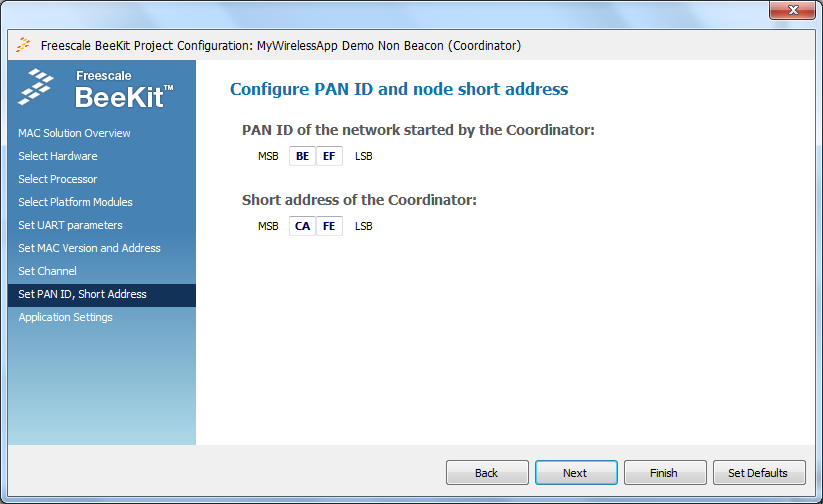 Freescale BeeKit Project Configuration: MyWirelessApp Demo Non Beacon (Coordinator)
Freescale
BeeKit™
MAC Solution Overview
Select Hardware
Select Processor
Select Platform Modules
Set UART parameters
Set MAC Version and Address
Set Channel
Set PAN ID, Short Address
Application Settings
Configure PAN ID and node short address
PAN ID of the network started by the Coordinator:
MSB BE EF LSB
Short address of the Coordinator:
MSB CA FE LSB
Back Next Finish Set Defaults